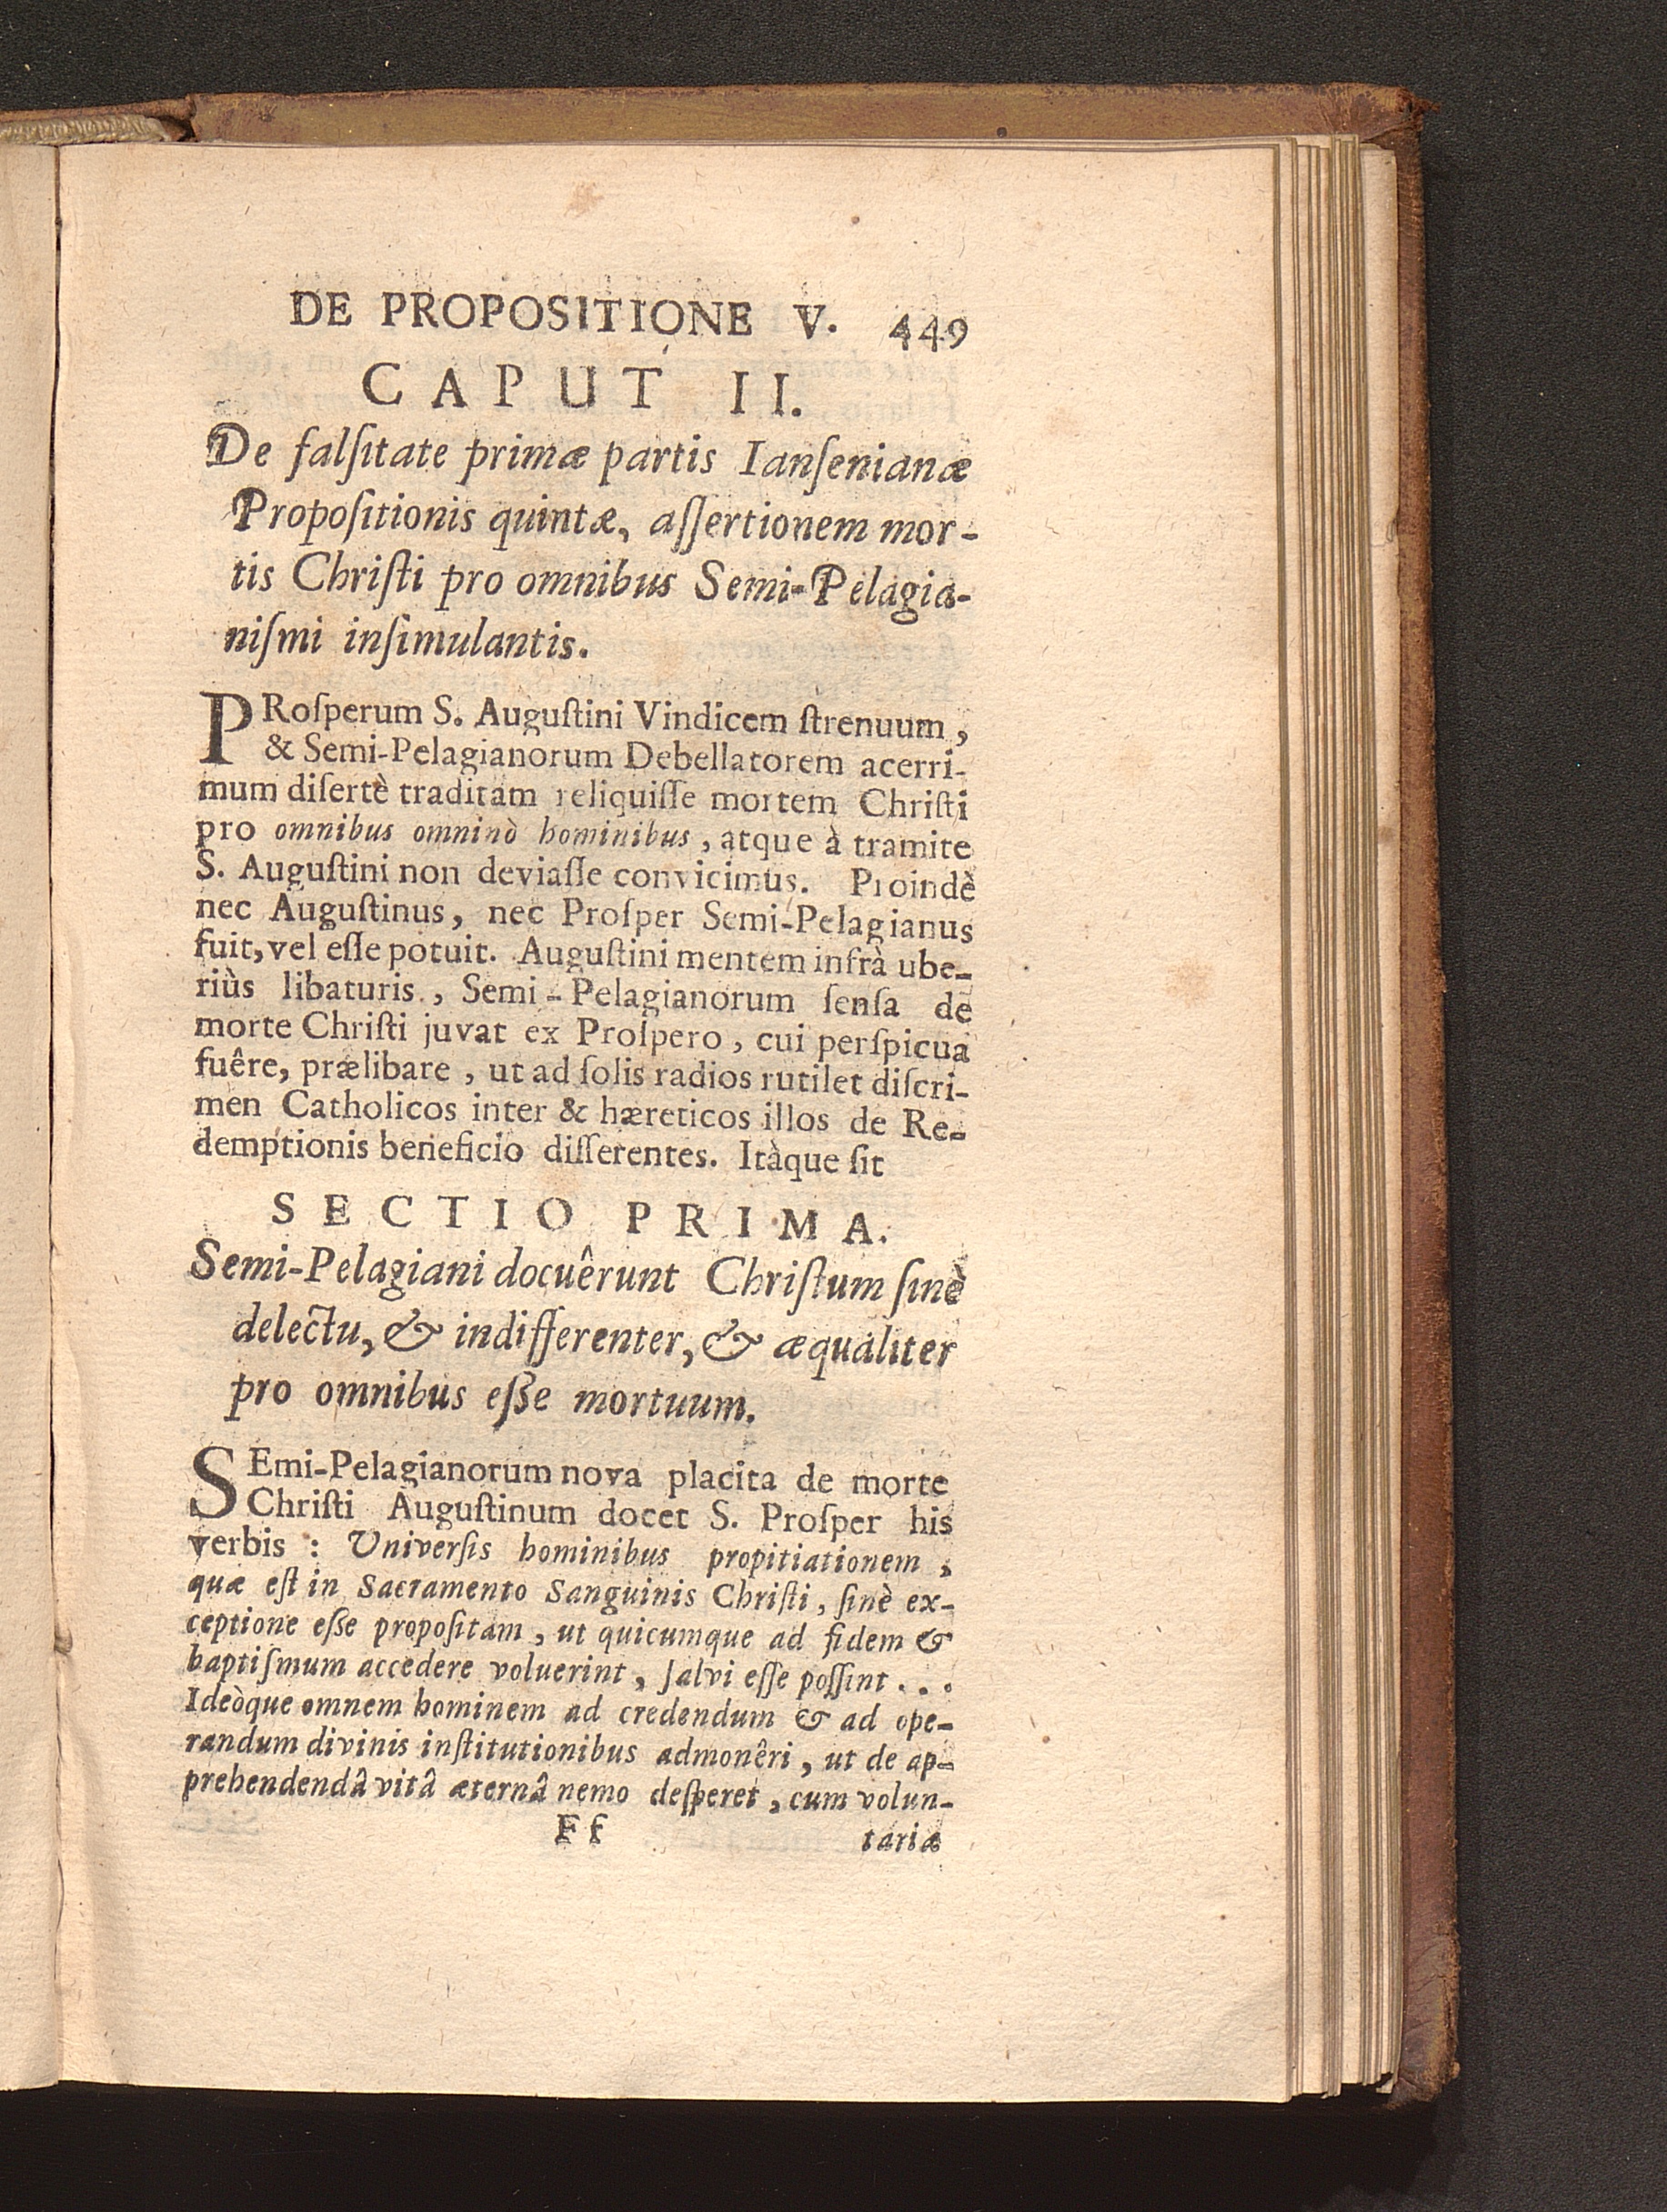 DE PROPOSITIONE V. 449
CAPUT II.
De falſitate primæ partis Ianſenianæ
Propoſitionis quintæ, aſſertionem mor-
tis Chriſti pro omnibus Semi-Pelagia-
niſmi inſimulantis.
PRoſperum S. Auguſtini Vindicem ſtrenuum,
& Semi-Pelagianorum Debellatorem acerri-
mum diſertè traditam reliquiſſe mortem Chriſti
pro omnibus omninò hominibus, atque à tramite
S. Auguſtini non deviaſſe convicimus. Proindè
nec Auguſtinus, nec Proſper Semi-Pelagianus
fuit, vel eſſe potuit. Auguſtini mentem infrà ube-
riùs libaturis, Semi-Pelagianorum ſenſa de
morte Chriſti juvat ex Proſpero, cui perſpicua
fuêre, prælibare, ut ad ſolis radios rutilet diſcri-
men Catholicos inter & hæreticos illos de Re-
demptionis beneficio diſſerentes. Itàque ſit
SECTIO PRIMA.
Semi-Pelagiani docuêrunt Chriſtum ſinè
delectu, & indifferenter, & æqualiter
pro omnibus eſſe mortuum.
SEmi-Pelagianorum nova placita de morte
Chriſti Auguſtinum docet S. Proſper his
verbis : Univerſis hominibus propitiationem,
quæ eſt in Sacramento Sanguinis Chriſti, ſinè ex-
ceptione eſſe propoſitam, ut quicumque ad fidem &
baptiſmum accedere voluerint, ſalvi eſſe poſſint...
Ideòque omnem hominem ad credendum & ad ope-
randum divinis inſtitutionibus admonêri, ut de ap-
prehendendâ vitâ æternâ nemo deſperet, cum volun-
Ff tariæ